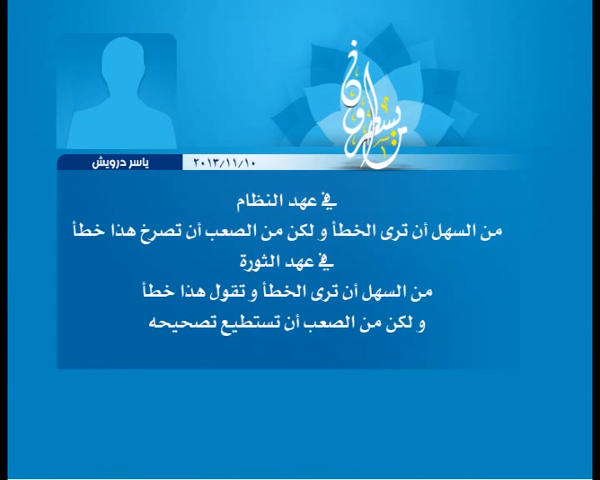 ياسر درويش
٢٠١٣/١١/١٠
في عهد النظام
من السهل أن ترى الخطأ و لكن من الصعب أن تصرخ هذا خطأ
في عهد الثورة
من السهل أن ترى الخطأ و تقول هذا خطأ
و لكن من الصعب أن تستطيع تصحيحه